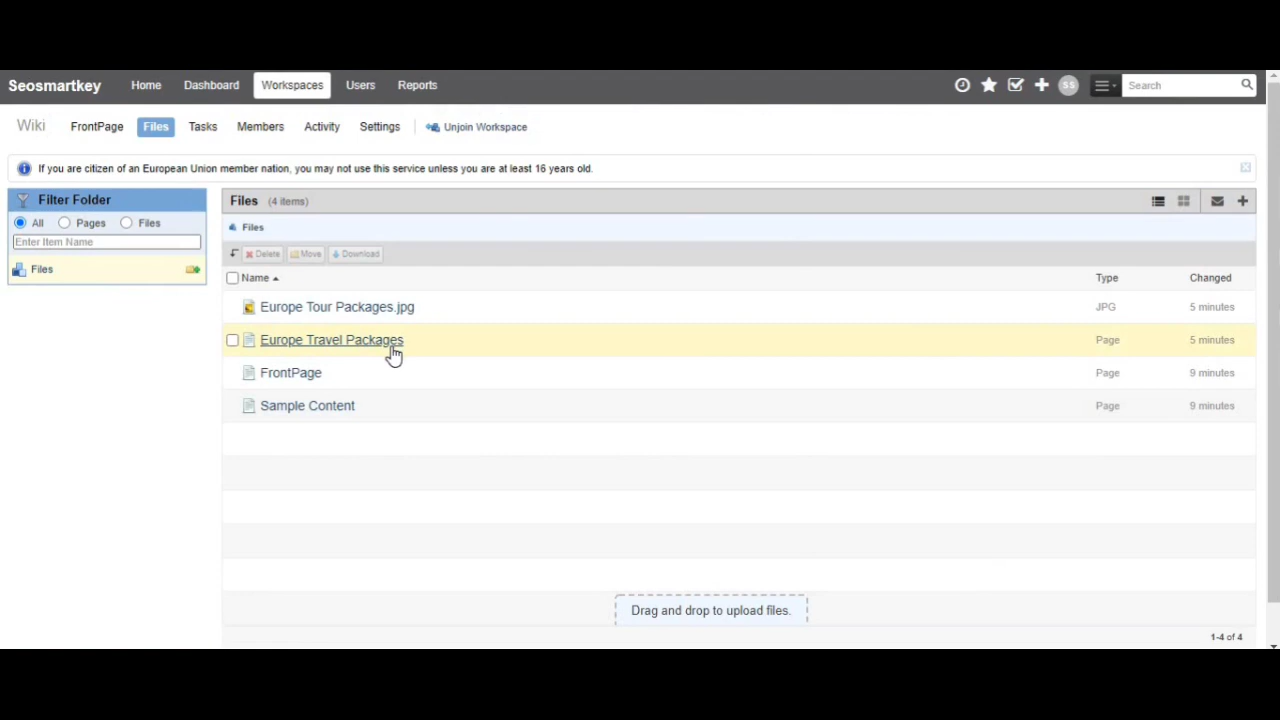 Seosmartkey Home Dashboard Workspaces Users Reports SS Search
Wiki FrontPage Files Tasks Members Activity Settings Unjoin Workspace
If you are citizen of an European Union member nation, you may not use this service unless you are at least 16 years old.
Filter Folder
All Pages Files
Enter Item Name
Files
Files (4 items)
Files
Delete Move Download
Name Type Changed
Europe Tour Packages.jpg JPG 5 minutes
Europe Travel Packages Page 5 minutes
FrontPage Page 9 minutes
Sample Content Page 9 minutes
Drag and drop to upload files.
1-4 of 4